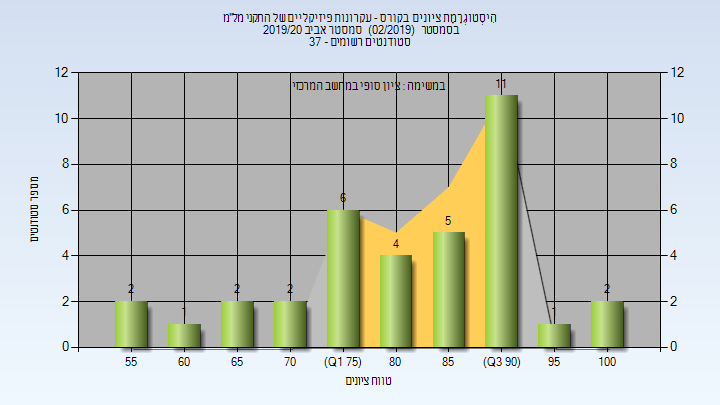 הִיסְטוֹגְרָמַת ציונים בקורס - עקרונות פיזיקליים של התקני מל"מ
בסמסטר (02/2019) סמסטר אביב 2019/20
סטודנטים רשומים - 37
במשימה : ציון סופי במחשב המרכזי
מספר סטודנטים
12 12
10 10
8 8
6 6
4 4
2 2
0 0
2 1 2 2 6 4 5 11 1 2
55 60 65 70 (Q1 75) 80 85 (Q3 90) 95 100
טווח ציונים